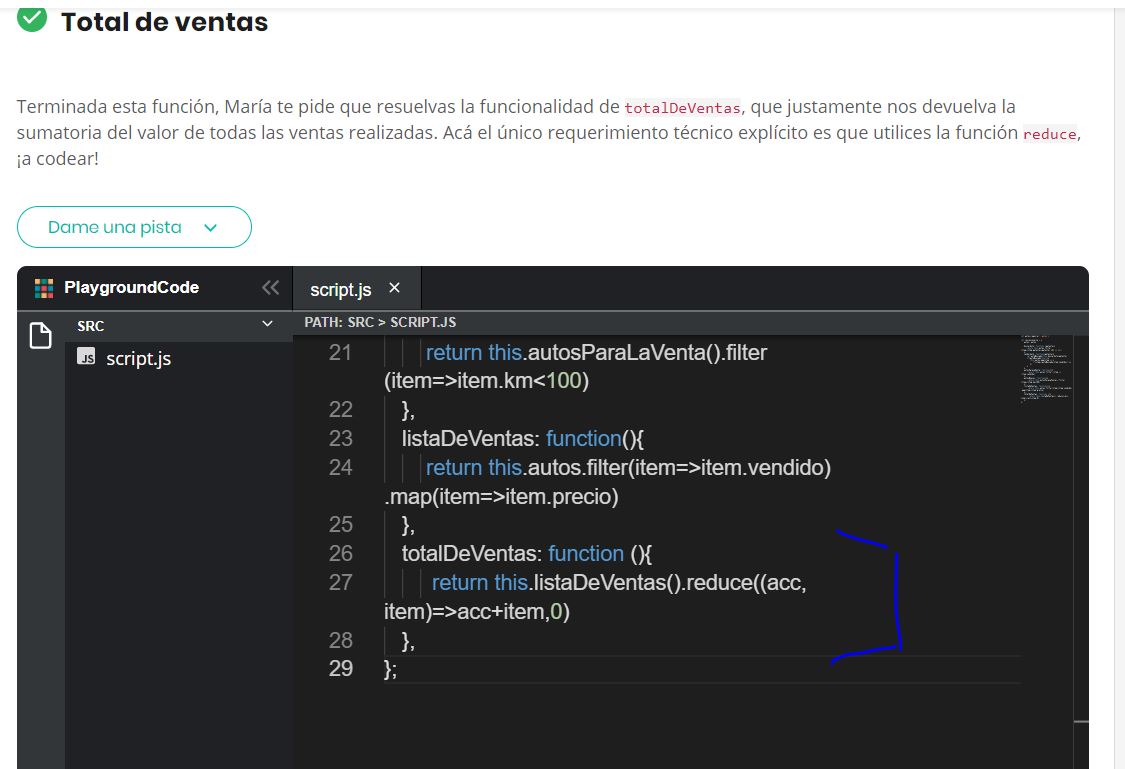 Total de ventas
Terminada esta función, María te pide que resuelvas la funcionalidad de totalDeVentas, que justamente nos devuelva la
sumatoria del valor de todas las ventas realizadas. Acá el único requerimiento técnico explícito es que utilices la función reduce,
¡a codear!
Dame una pista
PlaygroundCode
script.js
SRC
PATH: SRC > SCRIPT.JS
JS script.js
21 return this.autosParaLaVenta().filter
(item=>item.km<100)
22 },
23 listaDeVentas: function(){
24 return this.autos.filter(item=>item.vendido)
.map(item=>item.precio)
25 },
26 totalDeVentas: function (){
27 return this.listaDeVentas().reduce((acc,
item)=>acc+item,0)
28 },
29 };